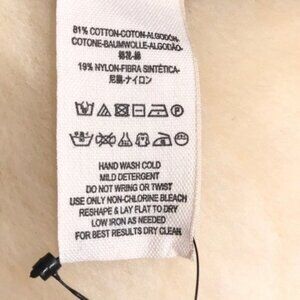 81% COTTON-COTON-ALGODON-
COTONE-BAUMWOLLE-ALGODÃO-
棉花-綿
19% NYLON-FIBRA SINTÉTICA-
尼龍-ナイロン
HAND WASH COLD
MILD DETERGENT
DO NOT WRING OR TWIST
USE ONLY NON-CHLORINE BLEACH
RESHAPE & LAY FLAT TO DRY
LOW IRON AS NEEDED
FOR BEST RESULTS DRY CLEAN